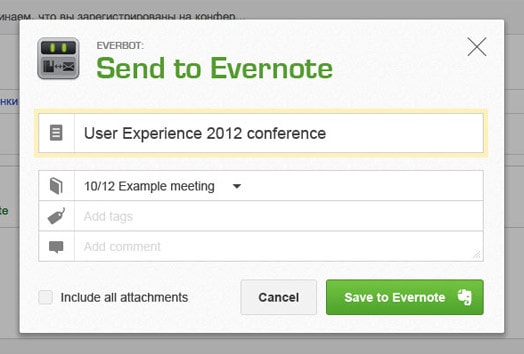 инаем, что вы зарегистрированы на конфер...
EVERBOT:
Send to Evernote
User Experience 2012 conference
нки
10/12 Example meeting
te
Add tags
Add comment
Include all attachments
Cancel
Save to Evernote